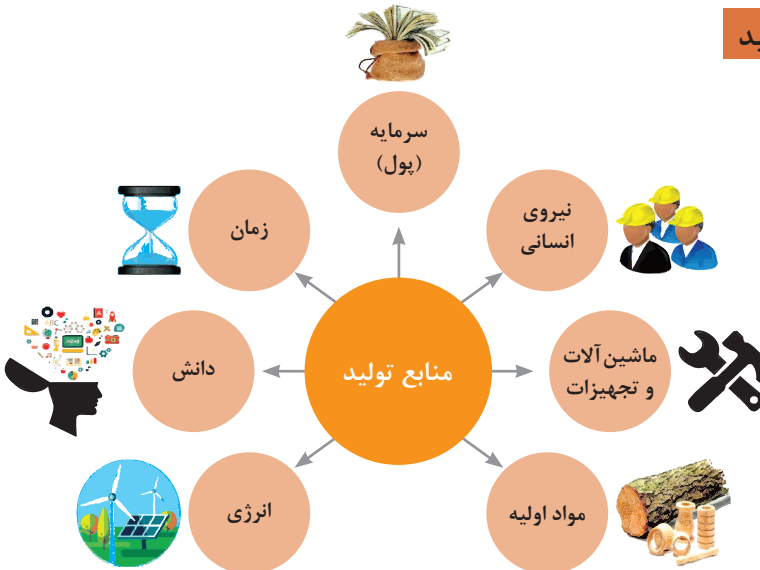 سرمایه
(پول)
نیروی
انسانی
زمان
ماشین‌آلات
و تجهیزات
منابع تولید
دانش
مواد اولیه
انرژی